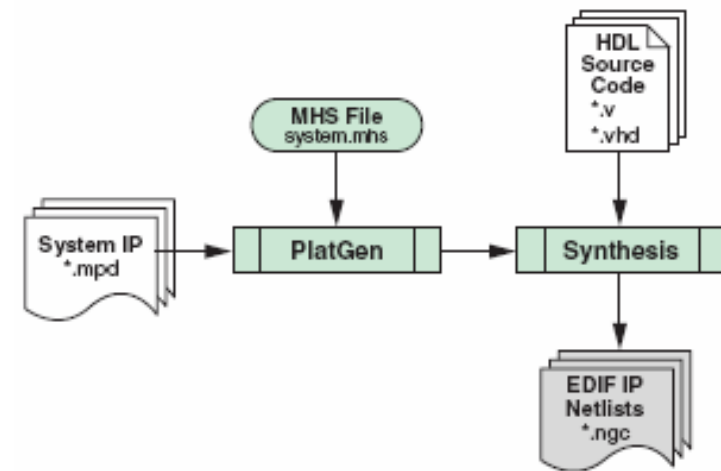 HDL
Source
Code
*.v
*.vhd
MHS File
system.mhs
System IP
*.mpd
PlatGen
Synthesis
EDIF IP
Netlists
*.ngc